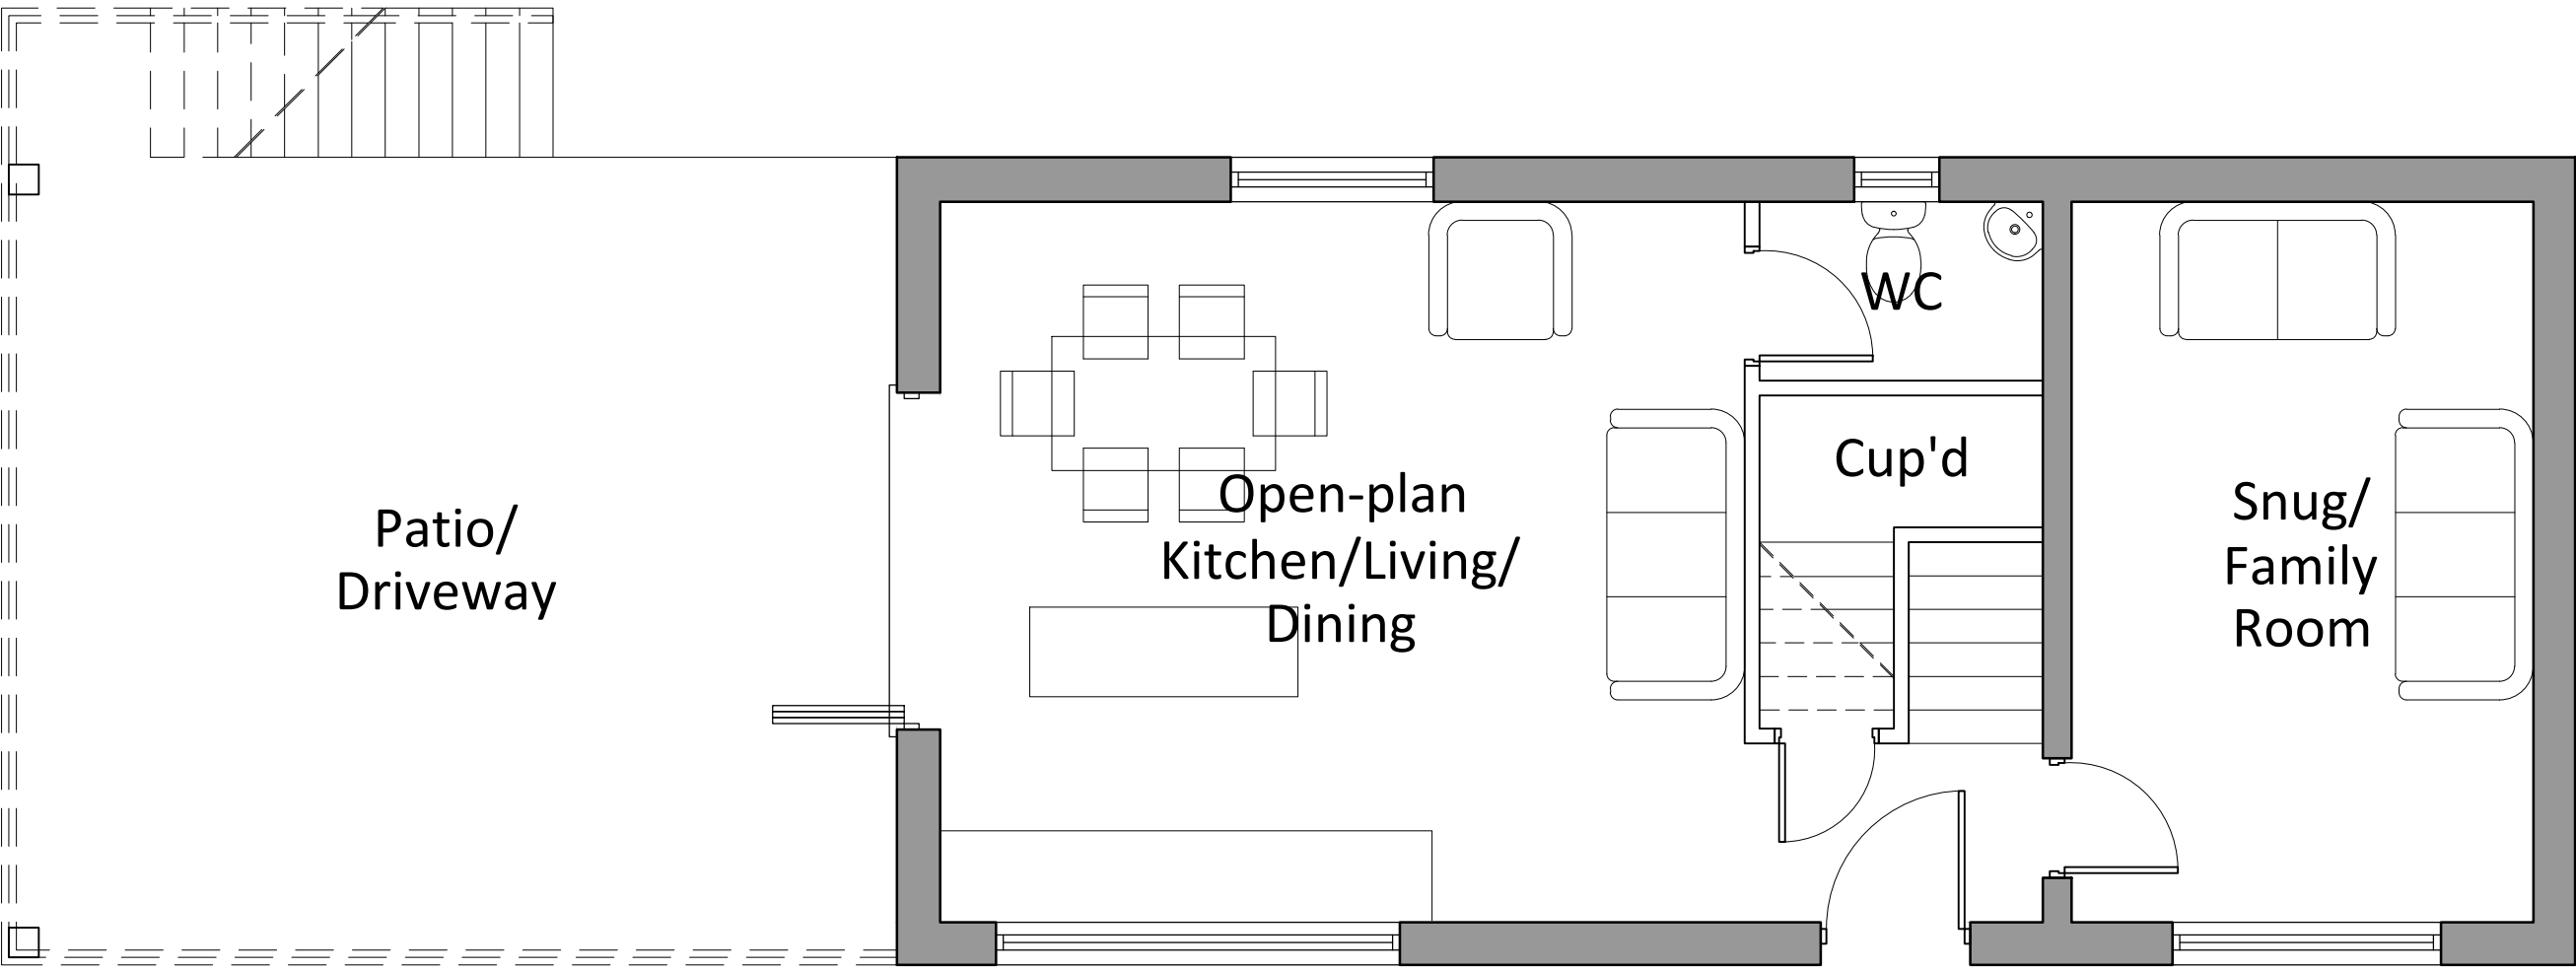 Patio/
Driveway
Open-plan
Kitchen/Living/
Dining
WC
Cup'd
Snug/
Family
Room